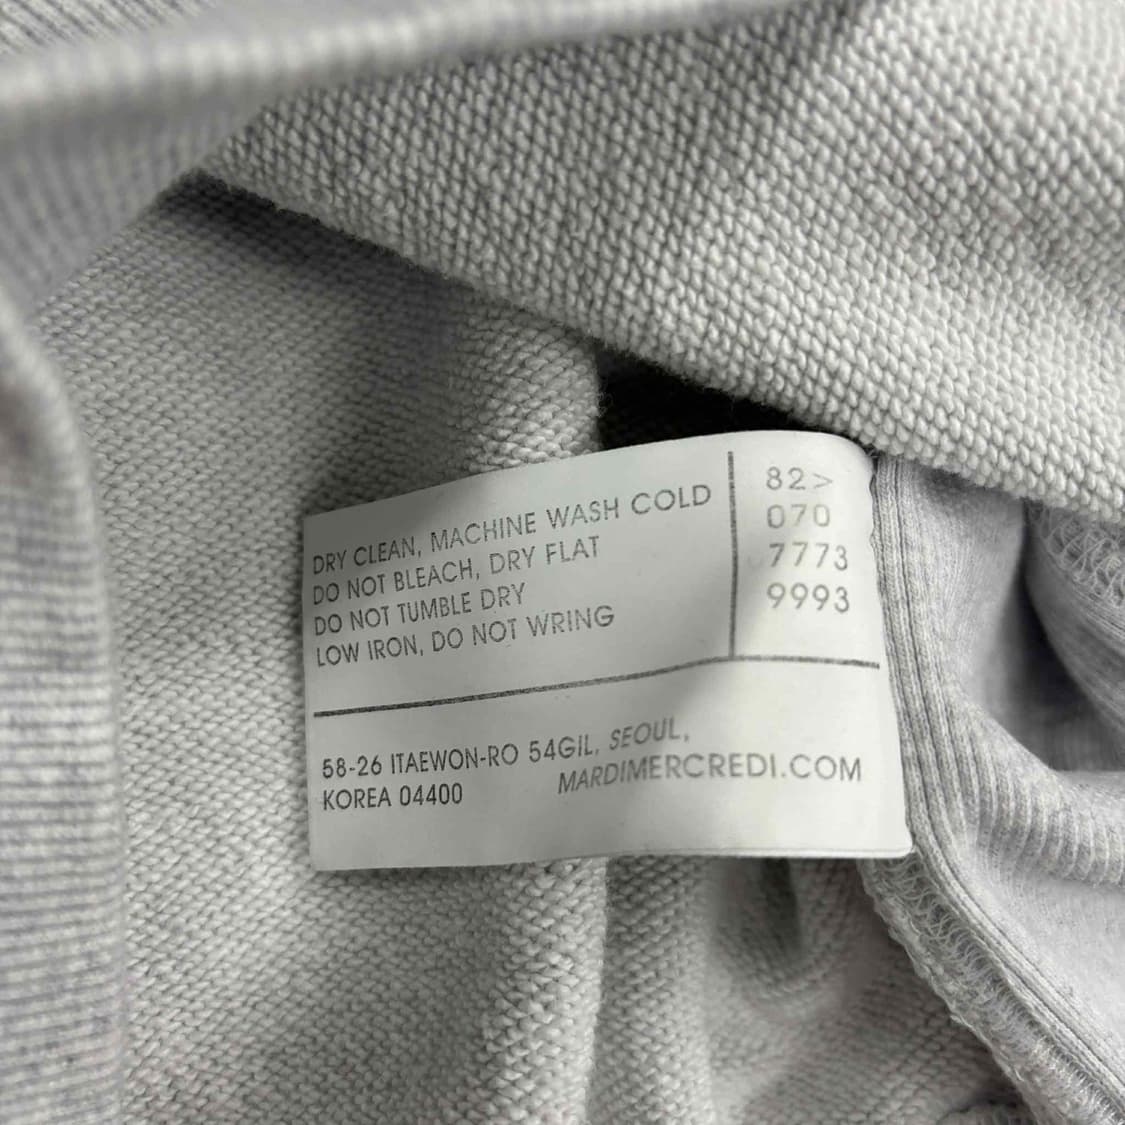 DRY CLEAN, MACHINE WASH COLD
DO NOT BLEACH, DRY FLAT
DO NOT TUMBLE DRY
LOW IRON, DO NOT WRING
82>
070
7773
9993
58-26 ITAEWON-RO 54GIL, SEOUL,
KOREA 04400
MARDIMERCREDI.COM